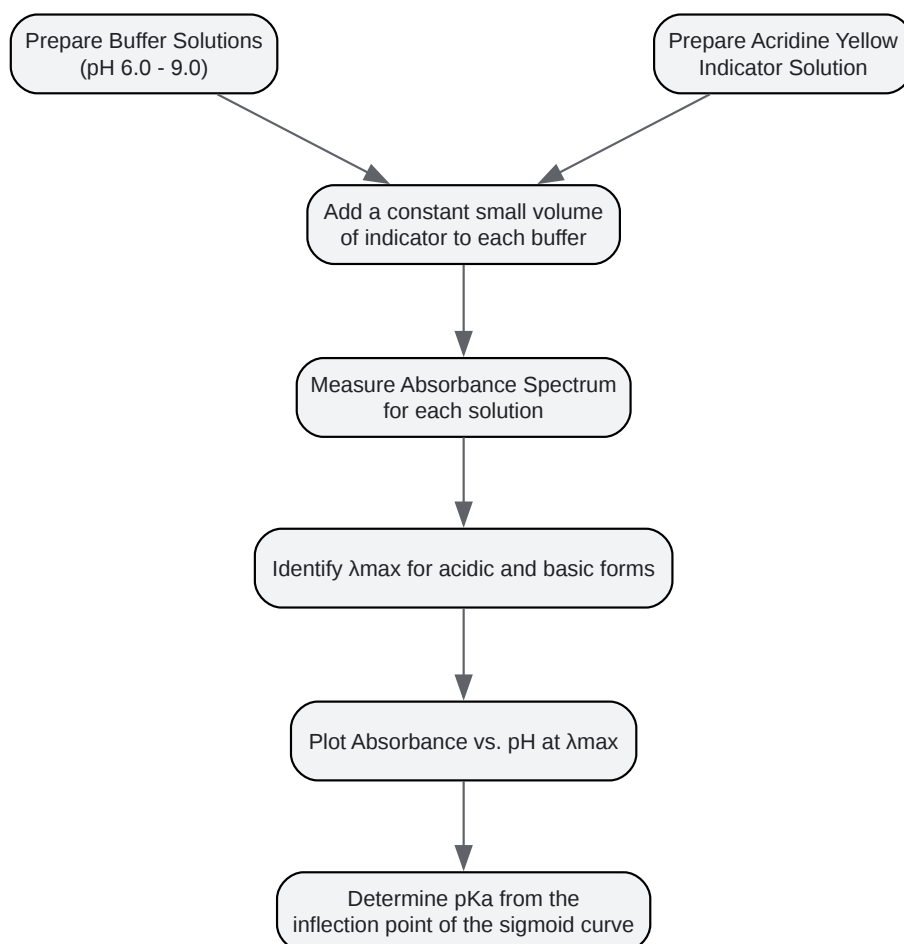 Prepare Buffer Solutions
(pH 6.0 - 9.0)
Prepare Acridine Yellow
Indicator Solution
Add a constant small volume
of indicator to each buffer
Measure Absorbance Spectrum
for each solution
Identify λmax for acidic and basic forms
Plot Absorbance vs. pH at λmax
Determine pKa from the
inflection point of the sigmoid curve